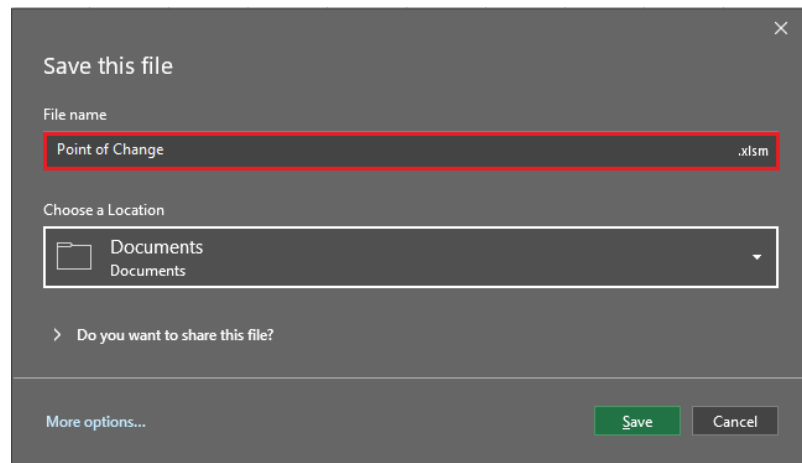 Save this file
File name
Point of Change .xlsm
Choose a Location
Documents
Documents
Do you want to share this file?
More options... Save Cancel